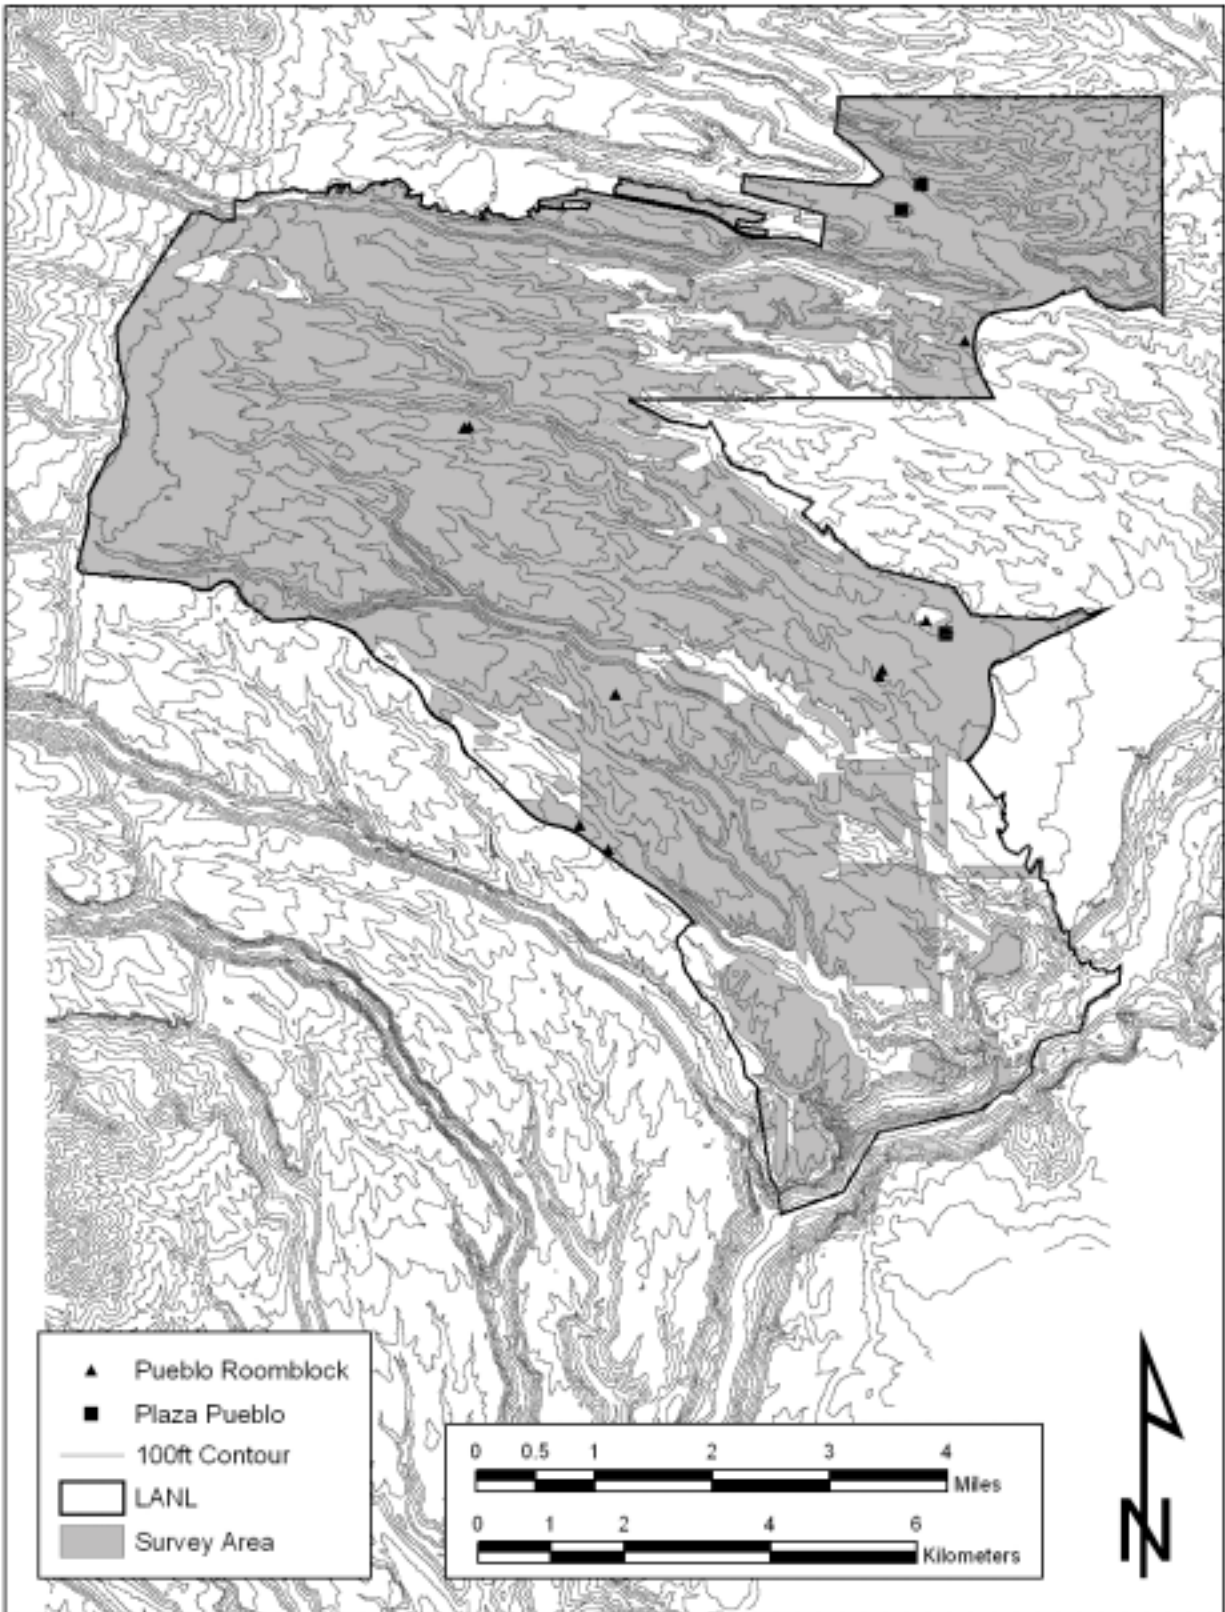 Pueblo Roomblock
Plaza Pueblo
100ft Contour
LANL
Survey Area
0 0.5 1 2 3 4
Miles
0 1 2 4 6
Kilometers
N